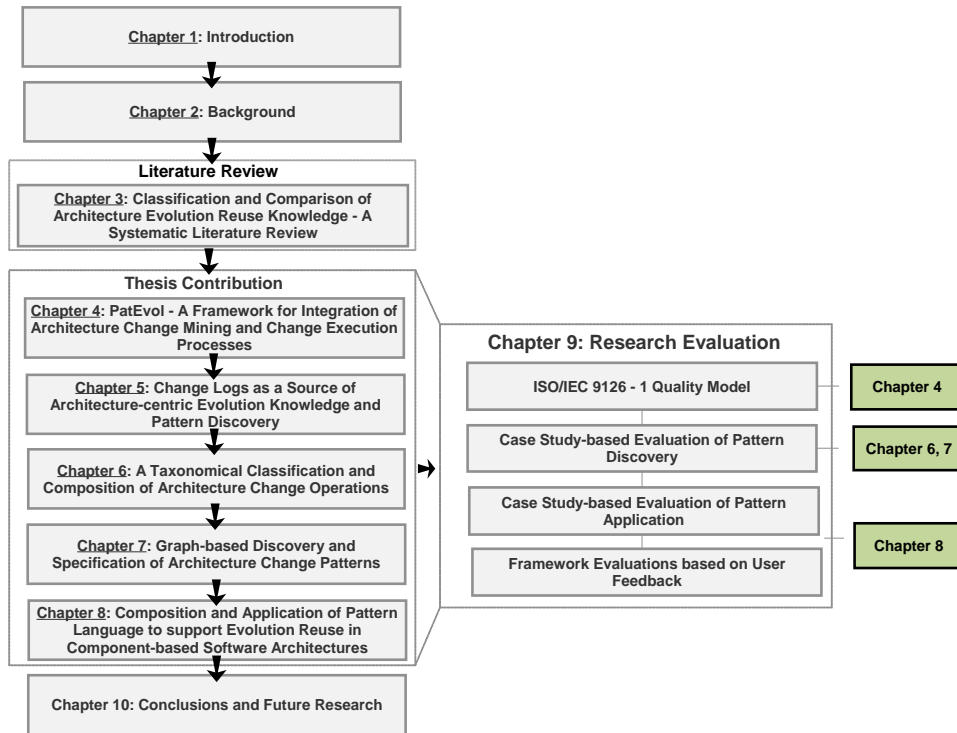 Chapter 1: Introduction
Chapter 2: Background
Literature Review
Chapter 3: Classification and Comparison of
Architecture Evolution Reuse Knowledge - A
Systematic Literature Review
Thesis Contribution
Chapter 4: PatEvol - A Framework for Integration of
Architecture Change Mining and Change Execution
Processes
Chapter 5: Change Logs as a Source of
Architecture-centric Evolution Knowledge and
Pattern Discovery
Chapter 6: A Taxonomical Classification and
Composition of Architecture Change Operations
Chapter 7: Graph-based Discovery and
Specification of Architecture Change Patterns
Chapter 8: Composition and Application of Pattern
Language to support Evolution Reuse in
Component-based Software Architectures
Chapter 10: Conclusions and Future Research
Chapter 9: Research Evaluation
ISO/IEC 9126 - 1 Quality Model
Case Study-based Evaluation of Pattern
Discovery
Case Study-based Evaluation of Pattern
Application
Framework Evaluations based on User
Feedback
Chapter 4
Chapter 6, 7
Chapter 8